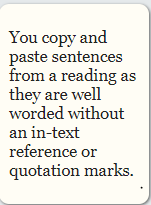 You copy and
paste sentences
from a reading as
they are well
worded without
an in-text
reference or
quotation marks.
.